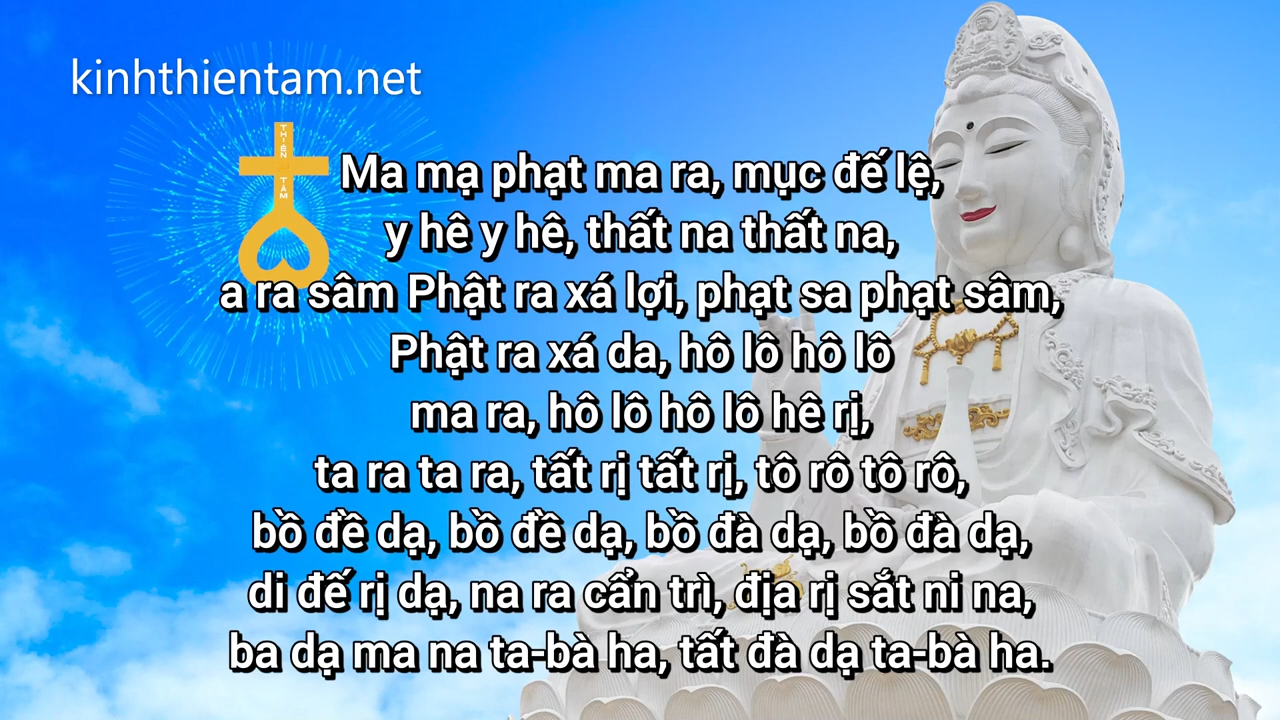 kinhthientam.net
THIỆN TÂM
Ma mạ phạt ma ra, mục đế lệ,
y hê y hê, thất na thất na,
a ra sâm Phật ra xá lợi, phạt sa phạt sâm,
Phật ra xá da, hô lô hô lô
ma ra, hô lô hô lô hê rị,
ta ra ta ra, tất rị tất rị, tô rô tô rô,
bồ đề dạ, bồ đề dạ, bồ đà dạ, bồ đà dạ,
di đế rị dạ, na ra cẩn trì, địa rị sắt ni na,
ba dạ ma na ta-bà ha, tất đà dạ ta-bà ha.